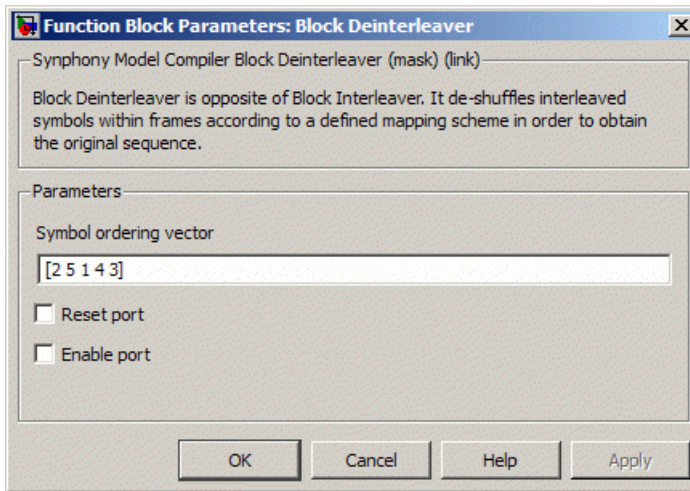 Function Block Parameters: Block Deinterleaver
Synphony Model Compiler Block Deinterleaver (mask) (link)
Block Deinterleaver is opposite of Block Interleaver. It de-shuffles interleaved
symbols within frames according to a defined mapping scheme in order to obtain
the original sequence.
Parameters
Symbol ordering vector
[2 5 1 4 3]
Reset port
Enable port
OK Cancel Help Apply